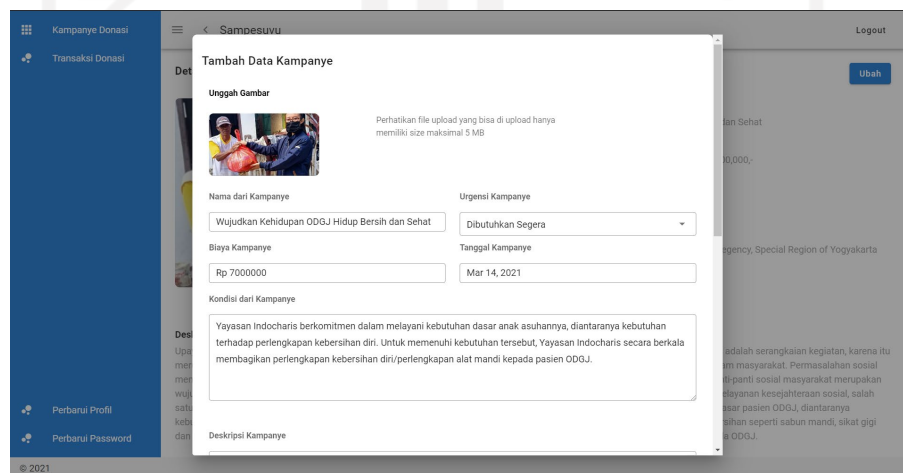 Kampanye Donasi
Transaksi Donasi
Perbarui Profil
Perbarui Password
© 2021
Sampesuvu
Logout
Ubah
Tambah Data Kampanye
Unggah Gambar
Perhatikan file upload yang bisa di upload hanya
memiliki size maksimal 5 MB
Nama dari Kampanye
Urgensi Kampanye
Wujudkan Kehidupan ODGJ Hidup Bersih dan Sehat
Dibutuhkan Segera
Biaya Kampanye
Tanggal Kampanye
Rp 7000000
Mar 14, 2021
Kondisi dari Kampanye
Yayasan Indocharis berkomitmen dalam melayani kebutuhan dasar anak asuhannya, diantaranya kebutuhan
terhadap perlengkapan kebersihan diri. Untuk memenuhi kebutuhan tersebut, Yayasan Indocharis secara berkala
membagikan perlengkapan kebersihan diri/perlengkapan alat mandi kepada pasien ODGJ.
Deskripsi Kampanye
dan Sehat
00,000,-
egency, Special Region of Yogyakarta
adalah serangkaian kegiatan, karena itu
am masyarakat. Permasalahan sosial
ti-panti sosial masyarakat merupakan
elayanan kesejahteraan sosial, salah
asar pasien ODGJ, diantaranya
sihan seperti sabun mandi, sikat gigi
a ODGJ.